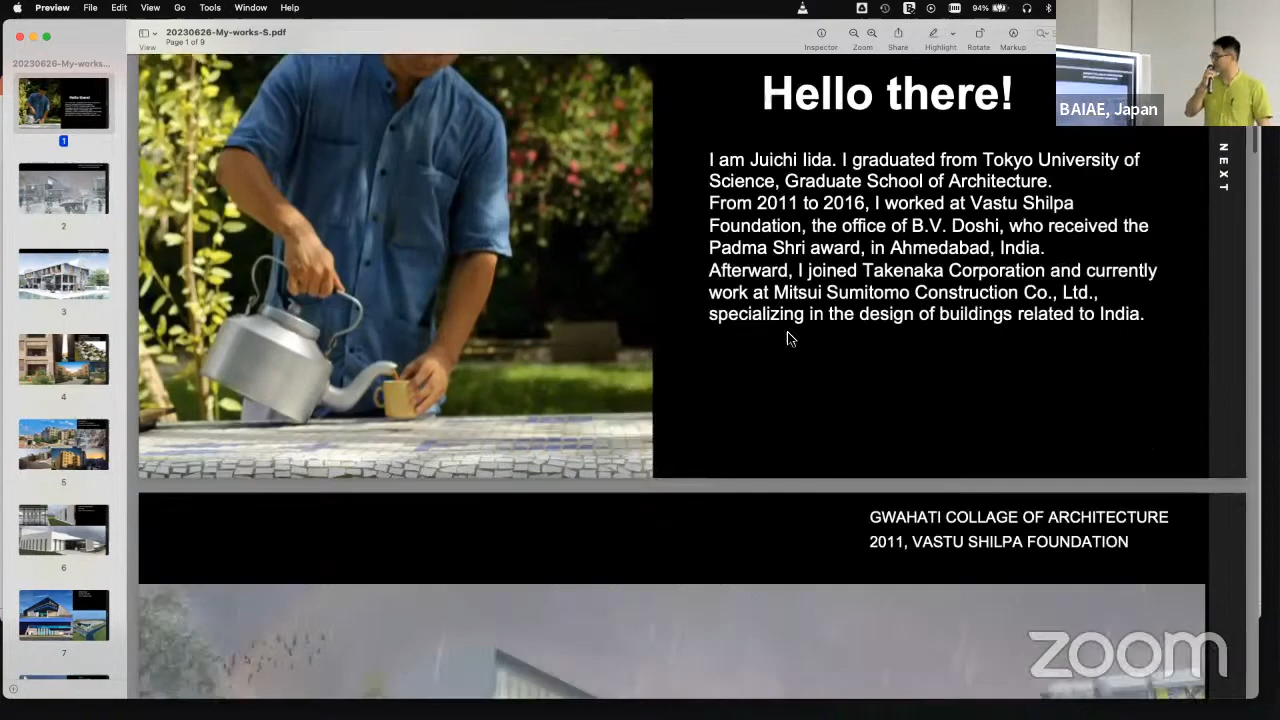 Preview File Edit View Go Tools Window Help 94%
20230626-My-works-S.pdf
Page 1 of 9
View Inspector Zoom Share Highlight Rotate Markup
20230626-My-works...
1
2
3
4
5
6
7
Hello there!
I am Juichi Iida. I graduated from Tokyo University of
Science, Graduate School of Architecture.
From 2011 to 2016, I worked at Vastu Shilpa
Foundation, the office of B.V. Doshi, who received the
Padma Shri award, in Ahmedabad, India.
Afterward, I joined Takenaka Corporation and currently
work at Mitsui Sumitomo Construction Co., Ltd.,
specializing in the design of buildings related to India.
NEXT
BAIAE, Japan
GWAHATI COLLAGE OF ARCHITECTURE
2011, VASTU SHILPA FOUNDATION
zoom